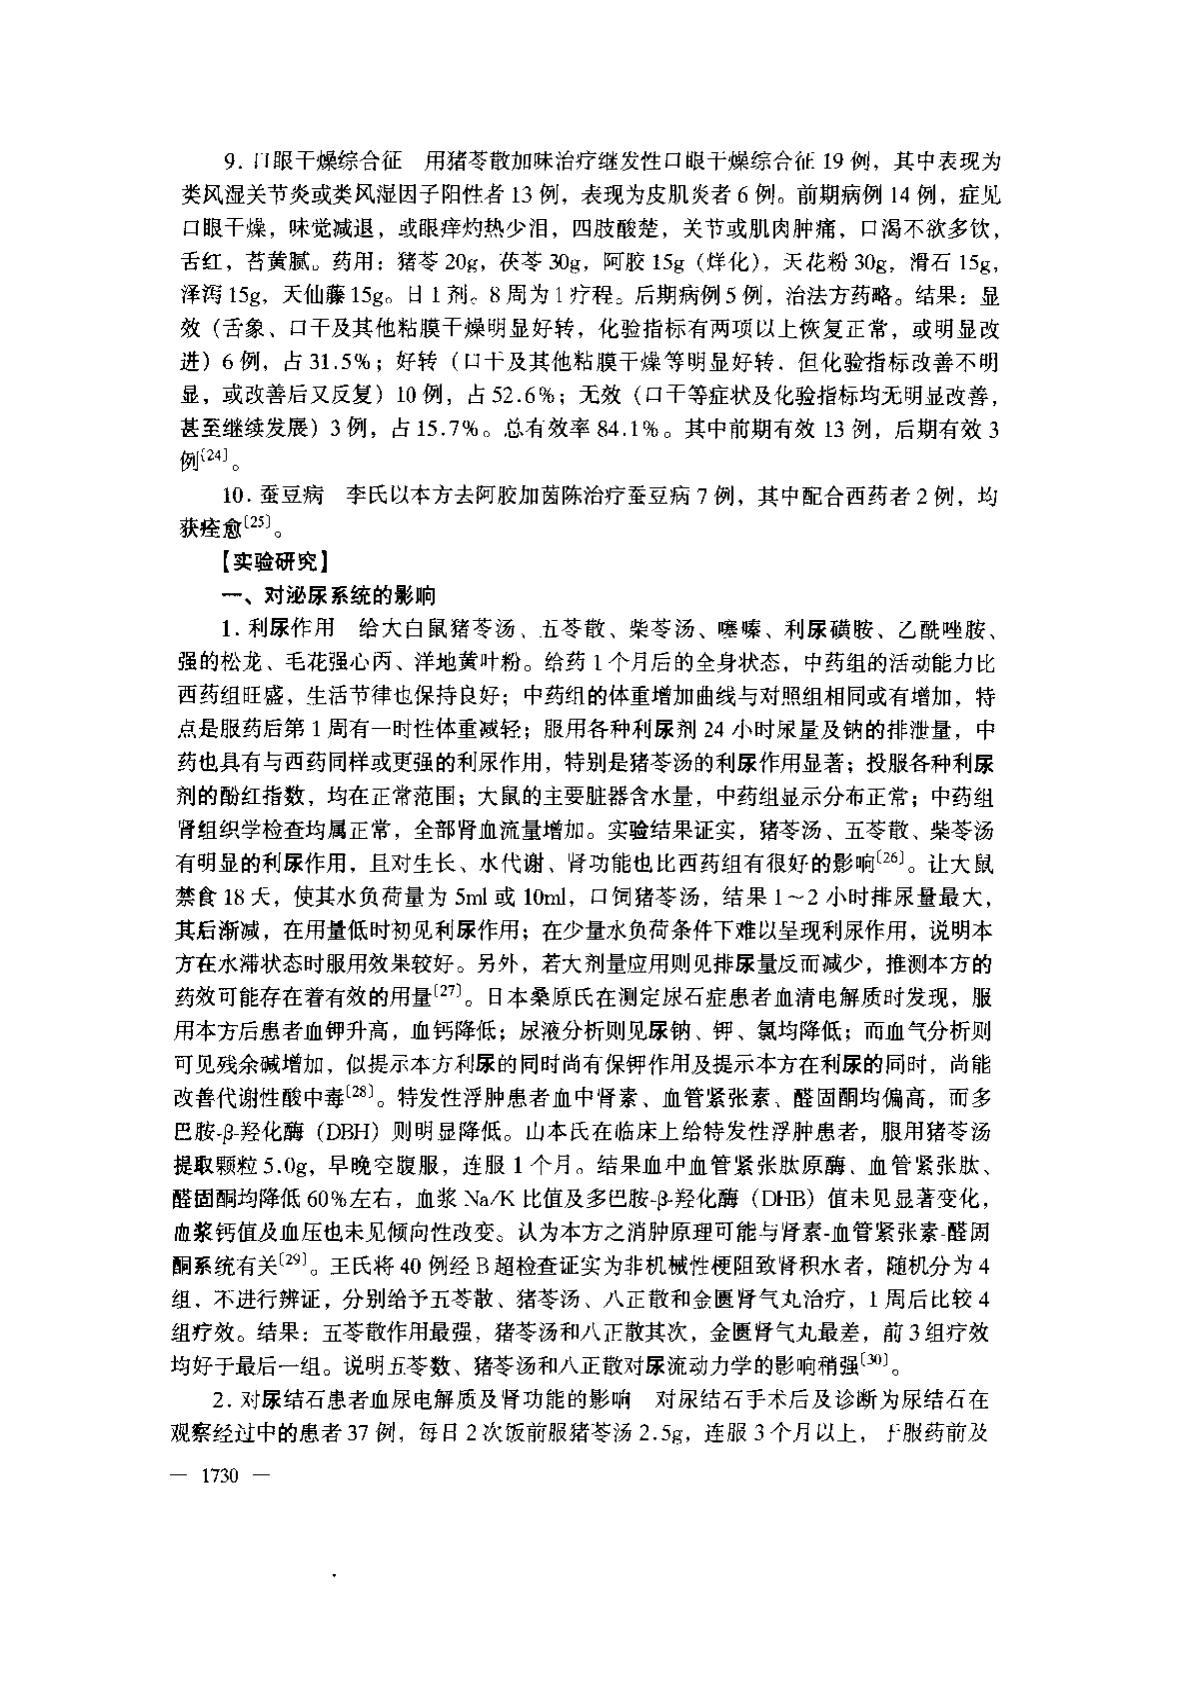 9. 口眼干燥综合征　用猪苓散加味治疗继发性口眼干燥综合征 19 例，其中表现为
类风湿关节炎或类风湿因子阳性者 13 例，表现为皮肌炎者 6 例。前期病例 14 例，症见
口眼干燥，味觉减退，或眼痒灼热少泪，四肢酸楚，关节或肌肉肿痛，口渴不欲多饮，
舌红，苔黄腻。药用：猪苓 20g，茯苓 30g，阿胶 15g（烊化），天花粉 30g，滑石 15g，
泽泻 15g，天仙藤 15g。日 1 剂。8 周为 1 疗程。后期病例 5 例，治法方药略。结果：显
效（舌象、口干及其他粘膜干燥明显好转，化验指标有两项以上恢复正常，或明显改
进）6 例，占 31.5%；好转（口干及其他粘膜干燥等明显好转．但化验指标改善不明
显，或改善后又反复）10 例，占 52.6%；无效（口干等症状及化验指标均无明显改善，
甚至继续发展）3 例，占 15.7%。总有效率 84.1%。其中前期有效 13 例，后期有效 3
例〔24〕。
10. 蚕豆病　李氏以本方去阿胶加茵陈治疗蚕豆病 7 例，其中配合西药者 2 例，均
获痊愈〔25〕。
【实验研究】
一、对泌尿系统的影响
1. 利尿作用　给大白鼠猪苓汤、五苓散、柴苓汤、噻嗪、利尿磺胺、乙酰唑胺、
强的松龙、毛花强心丙、洋地黄叶粉。给药 1 个月后的全身状态，中药组的活动能力比
西药组旺盛，生活节律也保持良好；中药组的体重增加曲线与对照组相同或有增加，特
点是服药后第 1 周有一时性体重减轻；服用各种利尿剂 24 小时尿量及钠的排泄量，中
药也具有与西药同样或更强的利尿作用，特别是猪苓汤的利尿作用显著；投服各种利尿
剂的酚红指数，均在正常范围；大鼠的主要脏器含水量，中药组显示分布正常；中药组
肾组织学检查均属正常，全部肾血流量增加。实验结果证实，猪苓汤、五苓散、柴苓汤
有明显的利尿作用，且对生长、水代谢、肾功能也比西药组有很好的影响〔26〕。让大鼠
禁食 18 天，使其水负荷量为 5ml 或 10ml，口饲猪苓汤，结果 1～2 小时排尿量最大，
其后渐减，在用量低时初见利尿作用；在少量水负荷条件下难以呈现利尿作用，说明本
方在水滞状态时服用效果较好。另外，若大剂量应用则见排尿量反而减少，推测本方的
药效可能存在着有效的用量〔27〕。日本桑原氏在测定尿石症患者血清电解质时发现，服
用本方后患者血钾升高，血钙降低；尿液分析则见尿钠、钾、氯均降低；而血气分析则
可见残余碱增加，似提示本方利尿的同时尚有保钾作用及提示本方在利尿的同时，尚能
改善代谢性酸中毒〔28〕。特发性浮肿患者血中肾素、血管紧张素、醛固酮均偏高，而多
巴胺-β-羟化酶（DBH）则明显降低。山本氏在临床上给特发性浮肿患者，服用猪苓汤
提取颗粒 5.0g，早晚空腹服，连服 1 个月。结果血中血管紧张肽原酶、血管紧张肽、
醛固酮均降低 60%左右，血浆 Na/K 比值及多巴胺-β-羟化酶（DHB）值未见显著变化，
血浆钙值及血压也未见倾向性改变。认为本方之消肿原理可能与肾素-血管紧张素-醛固
酮系统有关〔29〕。王氏将 40 例经 B 超检查证实为非机械性梗阻致肾积水者，随机分为 4
组，不进行辨证，分别给予五苓散、猪苓汤、八正散和金匮肾气丸治疗，1 周后比较 4
组疗效。结果：五苓散作用最强，猪苓汤和八正散其次，金匮肾气丸最差，前 3 组疗效
均好于最后一组。说明五苓数、猪苓汤和八正散对尿流动力学的影响稍强〔30〕。
2. 对尿结石患者血尿电解质及肾功能的影响　对尿结石手术后及诊断为尿结石在
观察经过中的患者 37 例，每日 2 次饭前服猪苓汤 2.5g，连服 3 个月以上，于服药前及
— 1730 —